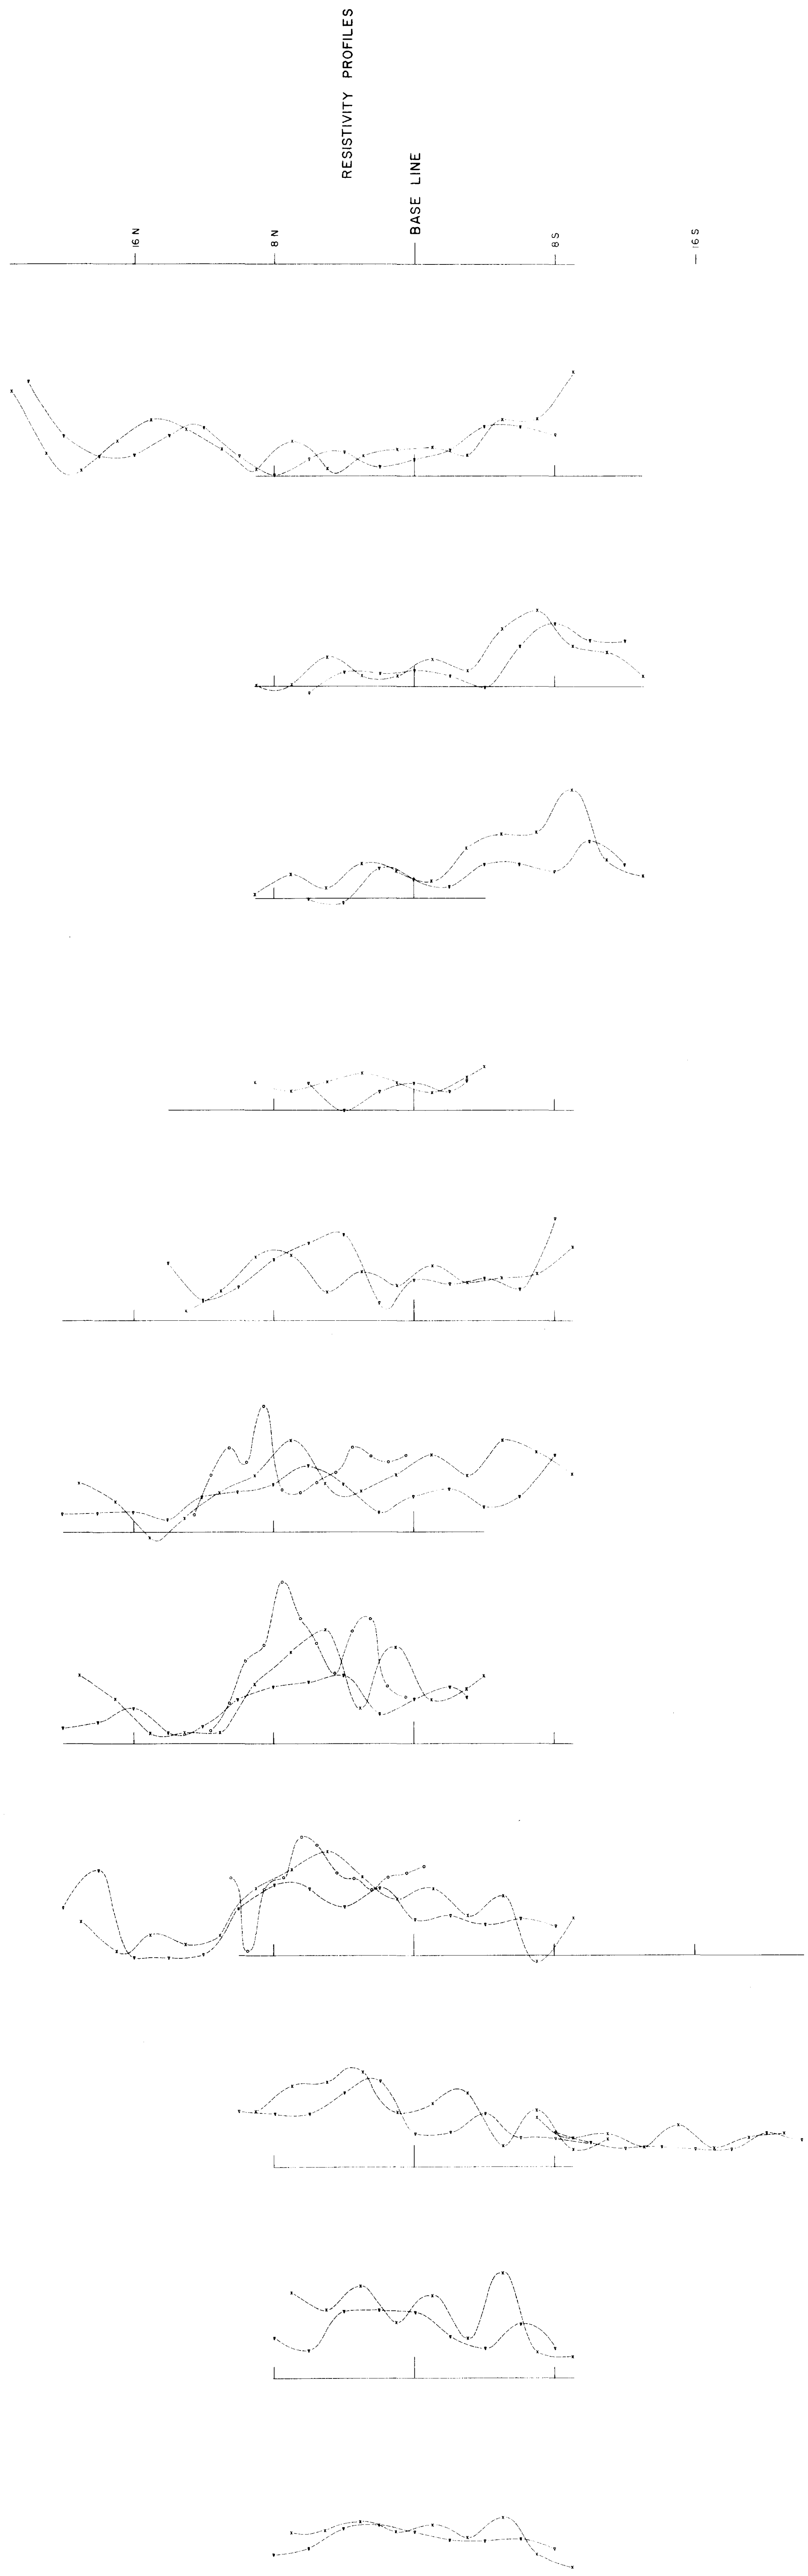 RESISTIVITY PROFILES
BASE LINE
16 N
8 N
8 S
16 S